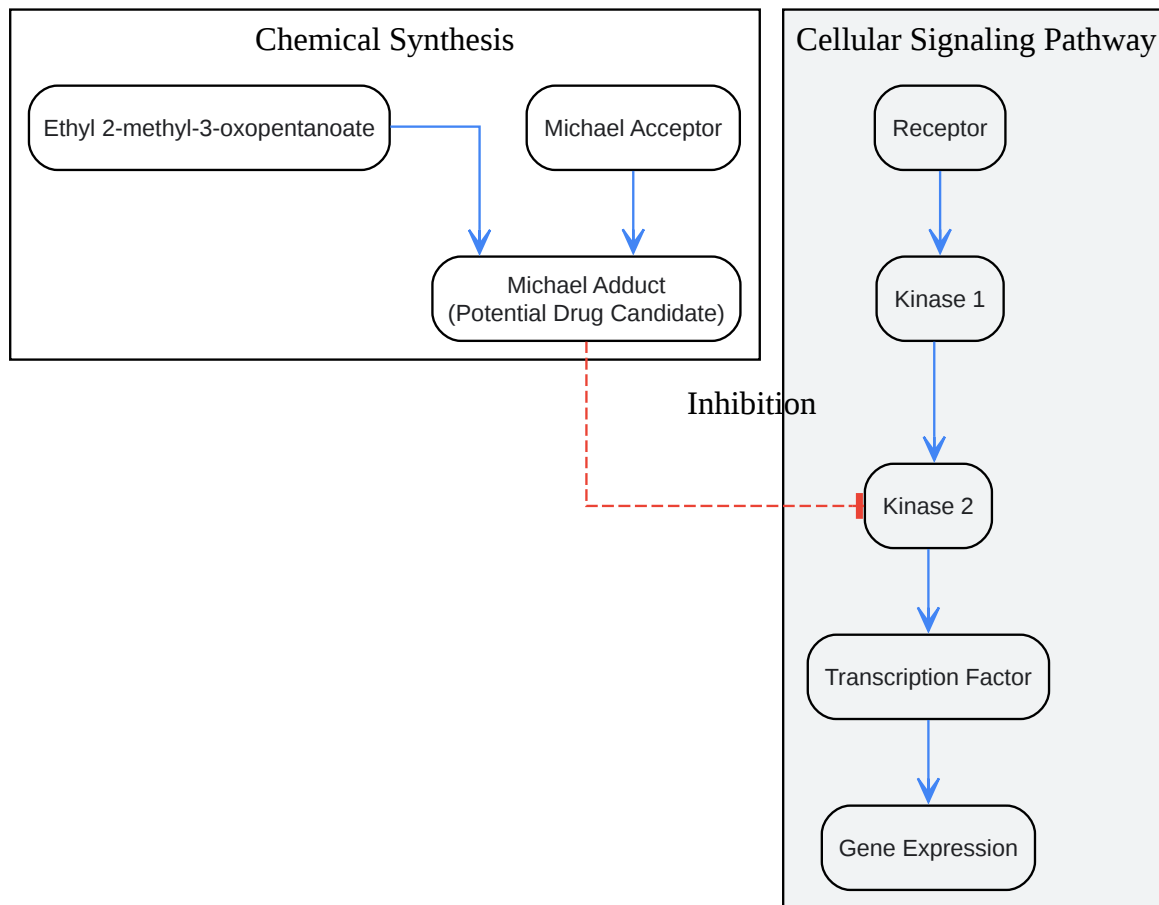 Chemical Synthesis
Ethyl 2-methyl-3-oxopentanoate
Michael Acceptor
Michael Adduct
(Potential Drug Candidate)
Inhibition
Cellular Signaling Pathway
Receptor
Kinase 1
Kinase 2
Transcription Factor
Gene Expression